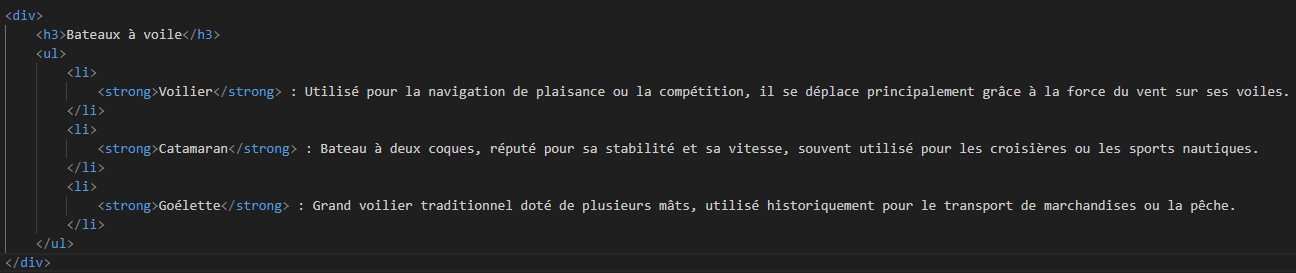 <div>
    <h3>Bateaux à voile</h3>
    <ul>
        <li>
            <strong>Voilier</strong> : Utilisé pour la navigation de plaisance ou la compétition, il se déplace principalement grâce à la force du vent sur ses voiles.
        </li>
        <li>
            <strong>Catamaran</strong> : Bateau à deux coques, réputé pour sa stabilité et sa vitesse, souvent utilisé pour les croisières ou les sports nautiques.
        </li>
        <li>
            <strong>Goélette</strong> : Grand voilier traditionnel doté de plusieurs mâts, utilisé historiquement pour le transport de marchandises ou la pêche.
        </li>
    </ul>
</div>